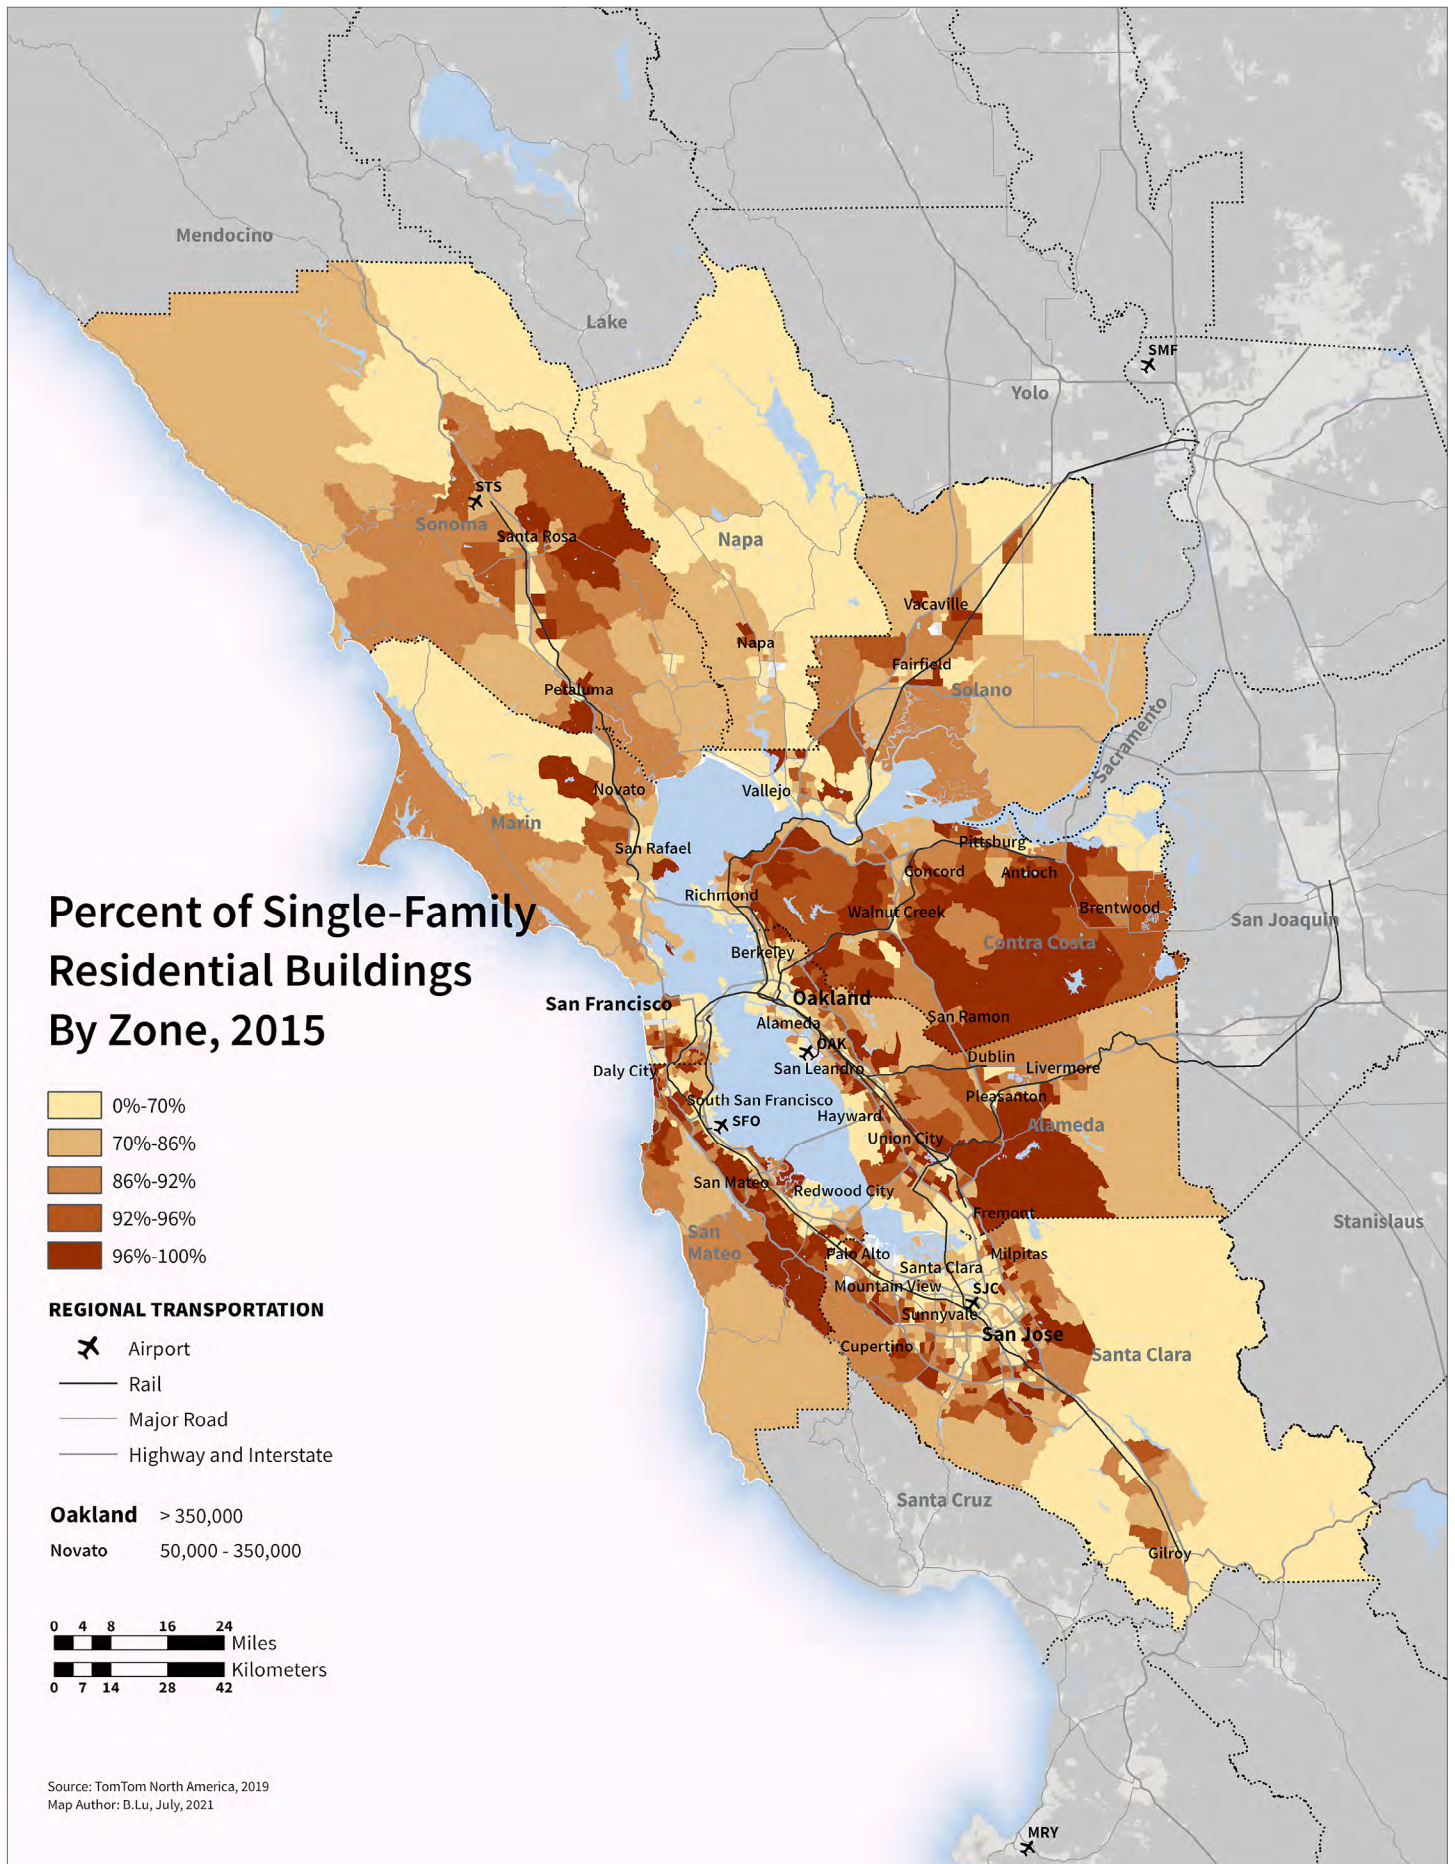 Mendocino
Lake
SMF
Yolo
STS
Sonoma
Santa Rosa
Napa
Vacaville
Napa
Fairfield
Petaluma
Solano
Sacramento
Novato
Vallejo
Marin
San Rafael
Pittsburg
Concord
Antioch
Richmond
Walnut Creek
Brentwood
San Joaquin
Contra Costa
Berkeley
San Francisco
Oakland
Alameda
San Ramon
OAK
Dublin
Daly City
San Leandro
Livermore
South San Francisco
Pleasanton
SFO
Hayward
Alameda
Union City
San Mateo
Redwood City
Fremont
Stanislaus
San
Mateo
Palo Alto
Milpitas
Santa Clara
Mountain View
SJC
Sunnyvale
San Jose
Cupertino
Santa Clara
Santa Cruz
Gilroy
MRY
Percent of Single-Family
Residential Buildings
By Zone, 2015
0%-70%
70%-86%
86%-92%
92%-96%
96%-100%
REGIONAL TRANSPORTATION
Airport
Rail
Major Road
Highway and Interstate
Oakland > 350,000
Novato 50,000 - 350,000
0 4 8 16 24
Miles
Kilometers
0 7 14 28 42
Source: TomTom North America, 2019
Map Author: B.Lu, July, 2021